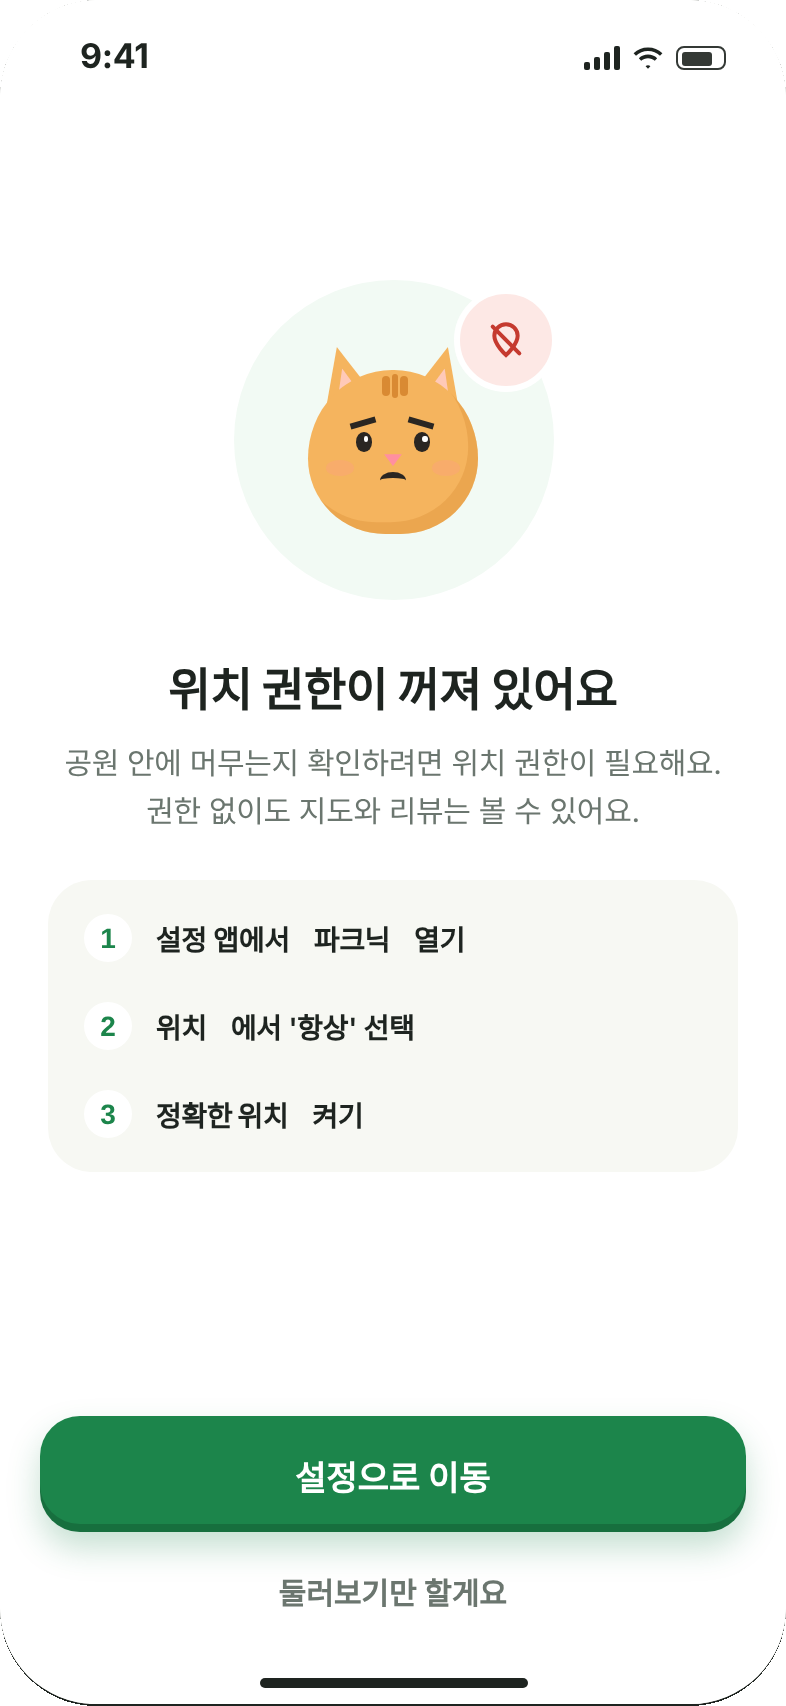 9:41
위치 권한이 꺼져 있어요
공원 안에 머무는지 확인하려면 위치 권한이 필요해요.
권한 없이도 지도와 리뷰는 볼 수 있어요.
1 설정 앱에서 파크닉 열기
2 위치 에서 '항상' 선택
3 정확한 위치 켜기
설정으로 이동
둘러보기만 할게요